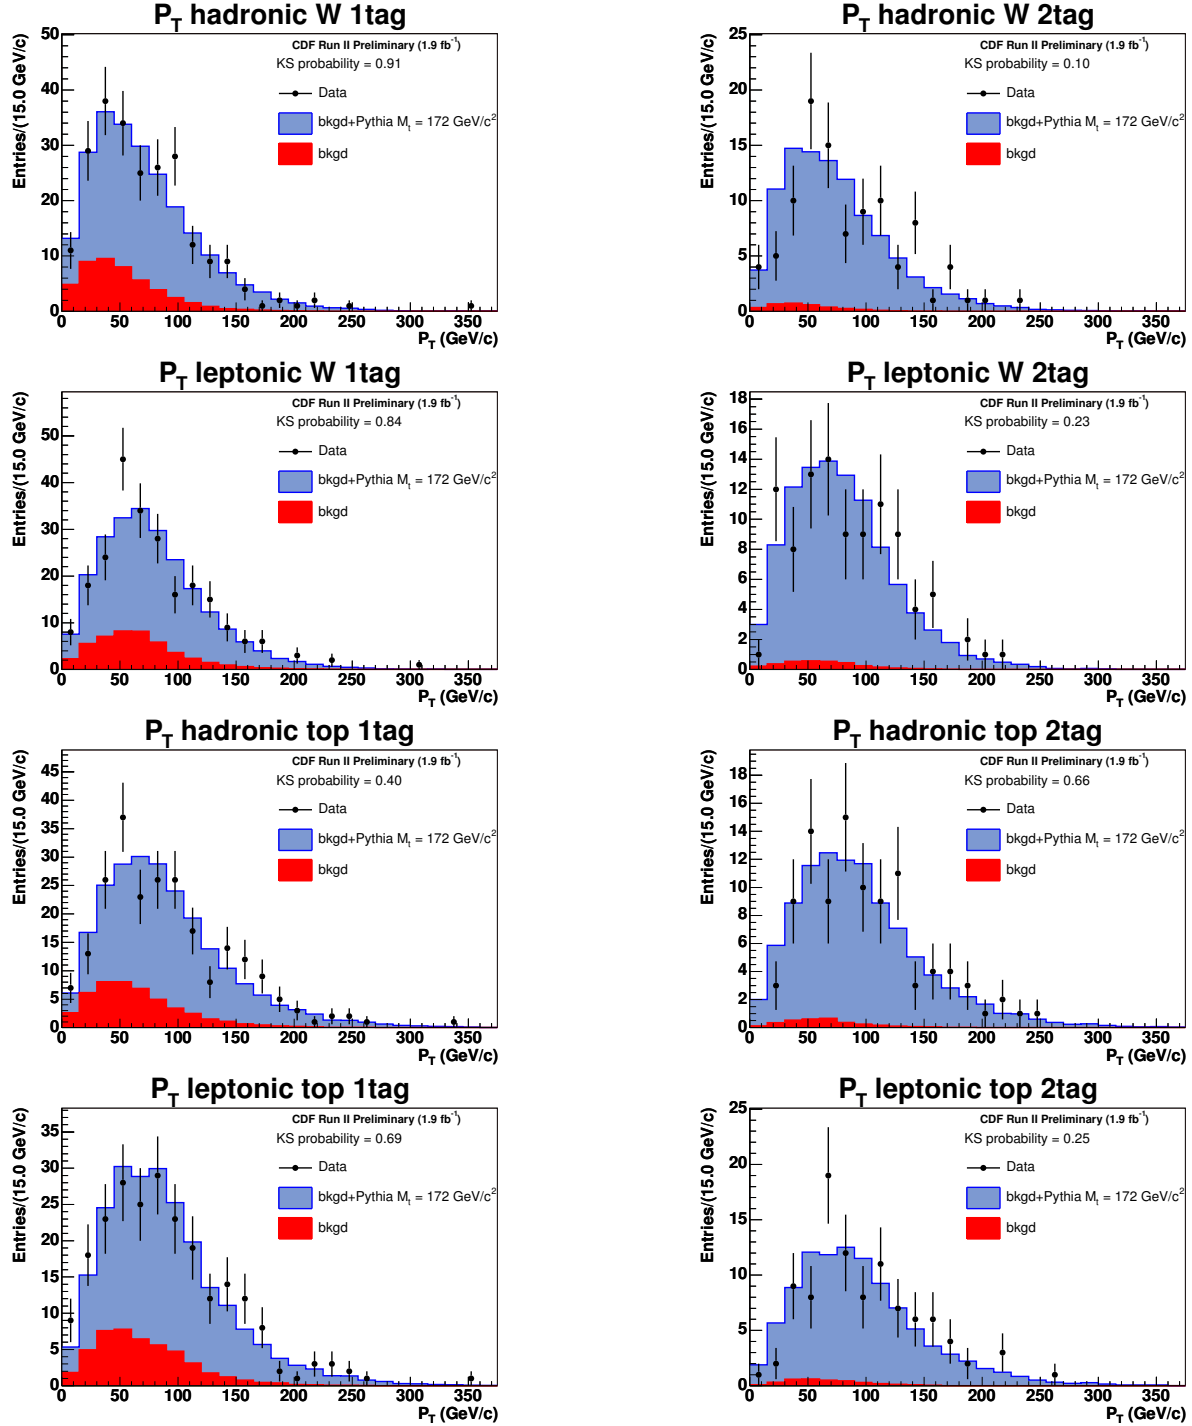 P_T hadronic W 1tag
Entries/(15.0 GeV/c)
50
40
30
20
10
0
CDF Run II Preliminary (1.9 fb⁻¹)
KS probability = 0.91
Data
bkgd+Pythia M_t = 172 GeV/c²
bkgd
0 50 100 150 200 250 300 350
P_T (GeV/c)
P_T hadronic W 2tag
Entries/(15.0 GeV/c)
25
20
15
10
5
0
CDF Run II Preliminary (1.9 fb⁻¹)
KS probability = 0.10
Data
bkgd+Pythia M_t = 172 GeV/c²
bkgd
0 50 100 150 200 250 300 350
P_T (GeV/c)
P_T leptonic W 1tag
Entries/(15.0 GeV/c)
50
40
30
20
10
0
CDF Run II Preliminary (1.9 fb⁻¹)
KS probability = 0.84
Data
bkgd+Pythia M_t = 172 GeV/c²
bkgd
0 50 100 150 200 250 300 350
P_T (GeV/c)
P_T leptonic W 2tag
Entries/(15.0 GeV/c)
18
16
14
12
10
8
6
4
2
0
CDF Run II Preliminary (1.9 fb⁻¹)
KS probability = 0.23
Data
bkgd+Pythia M_t = 172 GeV/c²
bkgd
0 50 100 150 200 250 300 350
P_T (GeV/c)
P_T hadronic top 1tag
Entries/(15.0 GeV/c)
45
40
35
30
25
20
15
10
5
0
CDF Run II Preliminary (1.9 fb⁻¹)
KS probability = 0.40
Data
bkgd+Pythia M_t = 172 GeV/c²
bkgd
0 50 100 150 200 250 300 350
P_T (GeV/c)
P_T hadronic top 2tag
Entries/(15.0 GeV/c)
18
16
14
12
10
8
6
4
2
0
CDF Run II Preliminary (1.9 fb⁻¹)
KS probability = 0.66
Data
bkgd+Pythia M_t = 172 GeV/c²
bkgd
0 50 100 150 200 250 300 350
P_T (GeV/c)
P_T leptonic top 1tag
Entries/(15.0 GeV/c)
35
30
25
20
15
10
5
0
CDF Run II Preliminary (1.9 fb⁻¹)
KS probability = 0.69
Data
bkgd+Pythia M_t = 172 GeV/c²
bkgd
0 50 100 150 200 250 300 350
P_T (GeV/c)
P_T leptonic top 2tag
Entries/(15.0 GeV/c)
25
20
15
10
5
0
CDF Run II Preliminary (1.9 fb⁻¹)
KS probability = 0.25
Data
bkgd+Pythia M_t = 172 GeV/c²
bkgd
0 50 100 150 200 250 300 350
P_T (GeV/c)